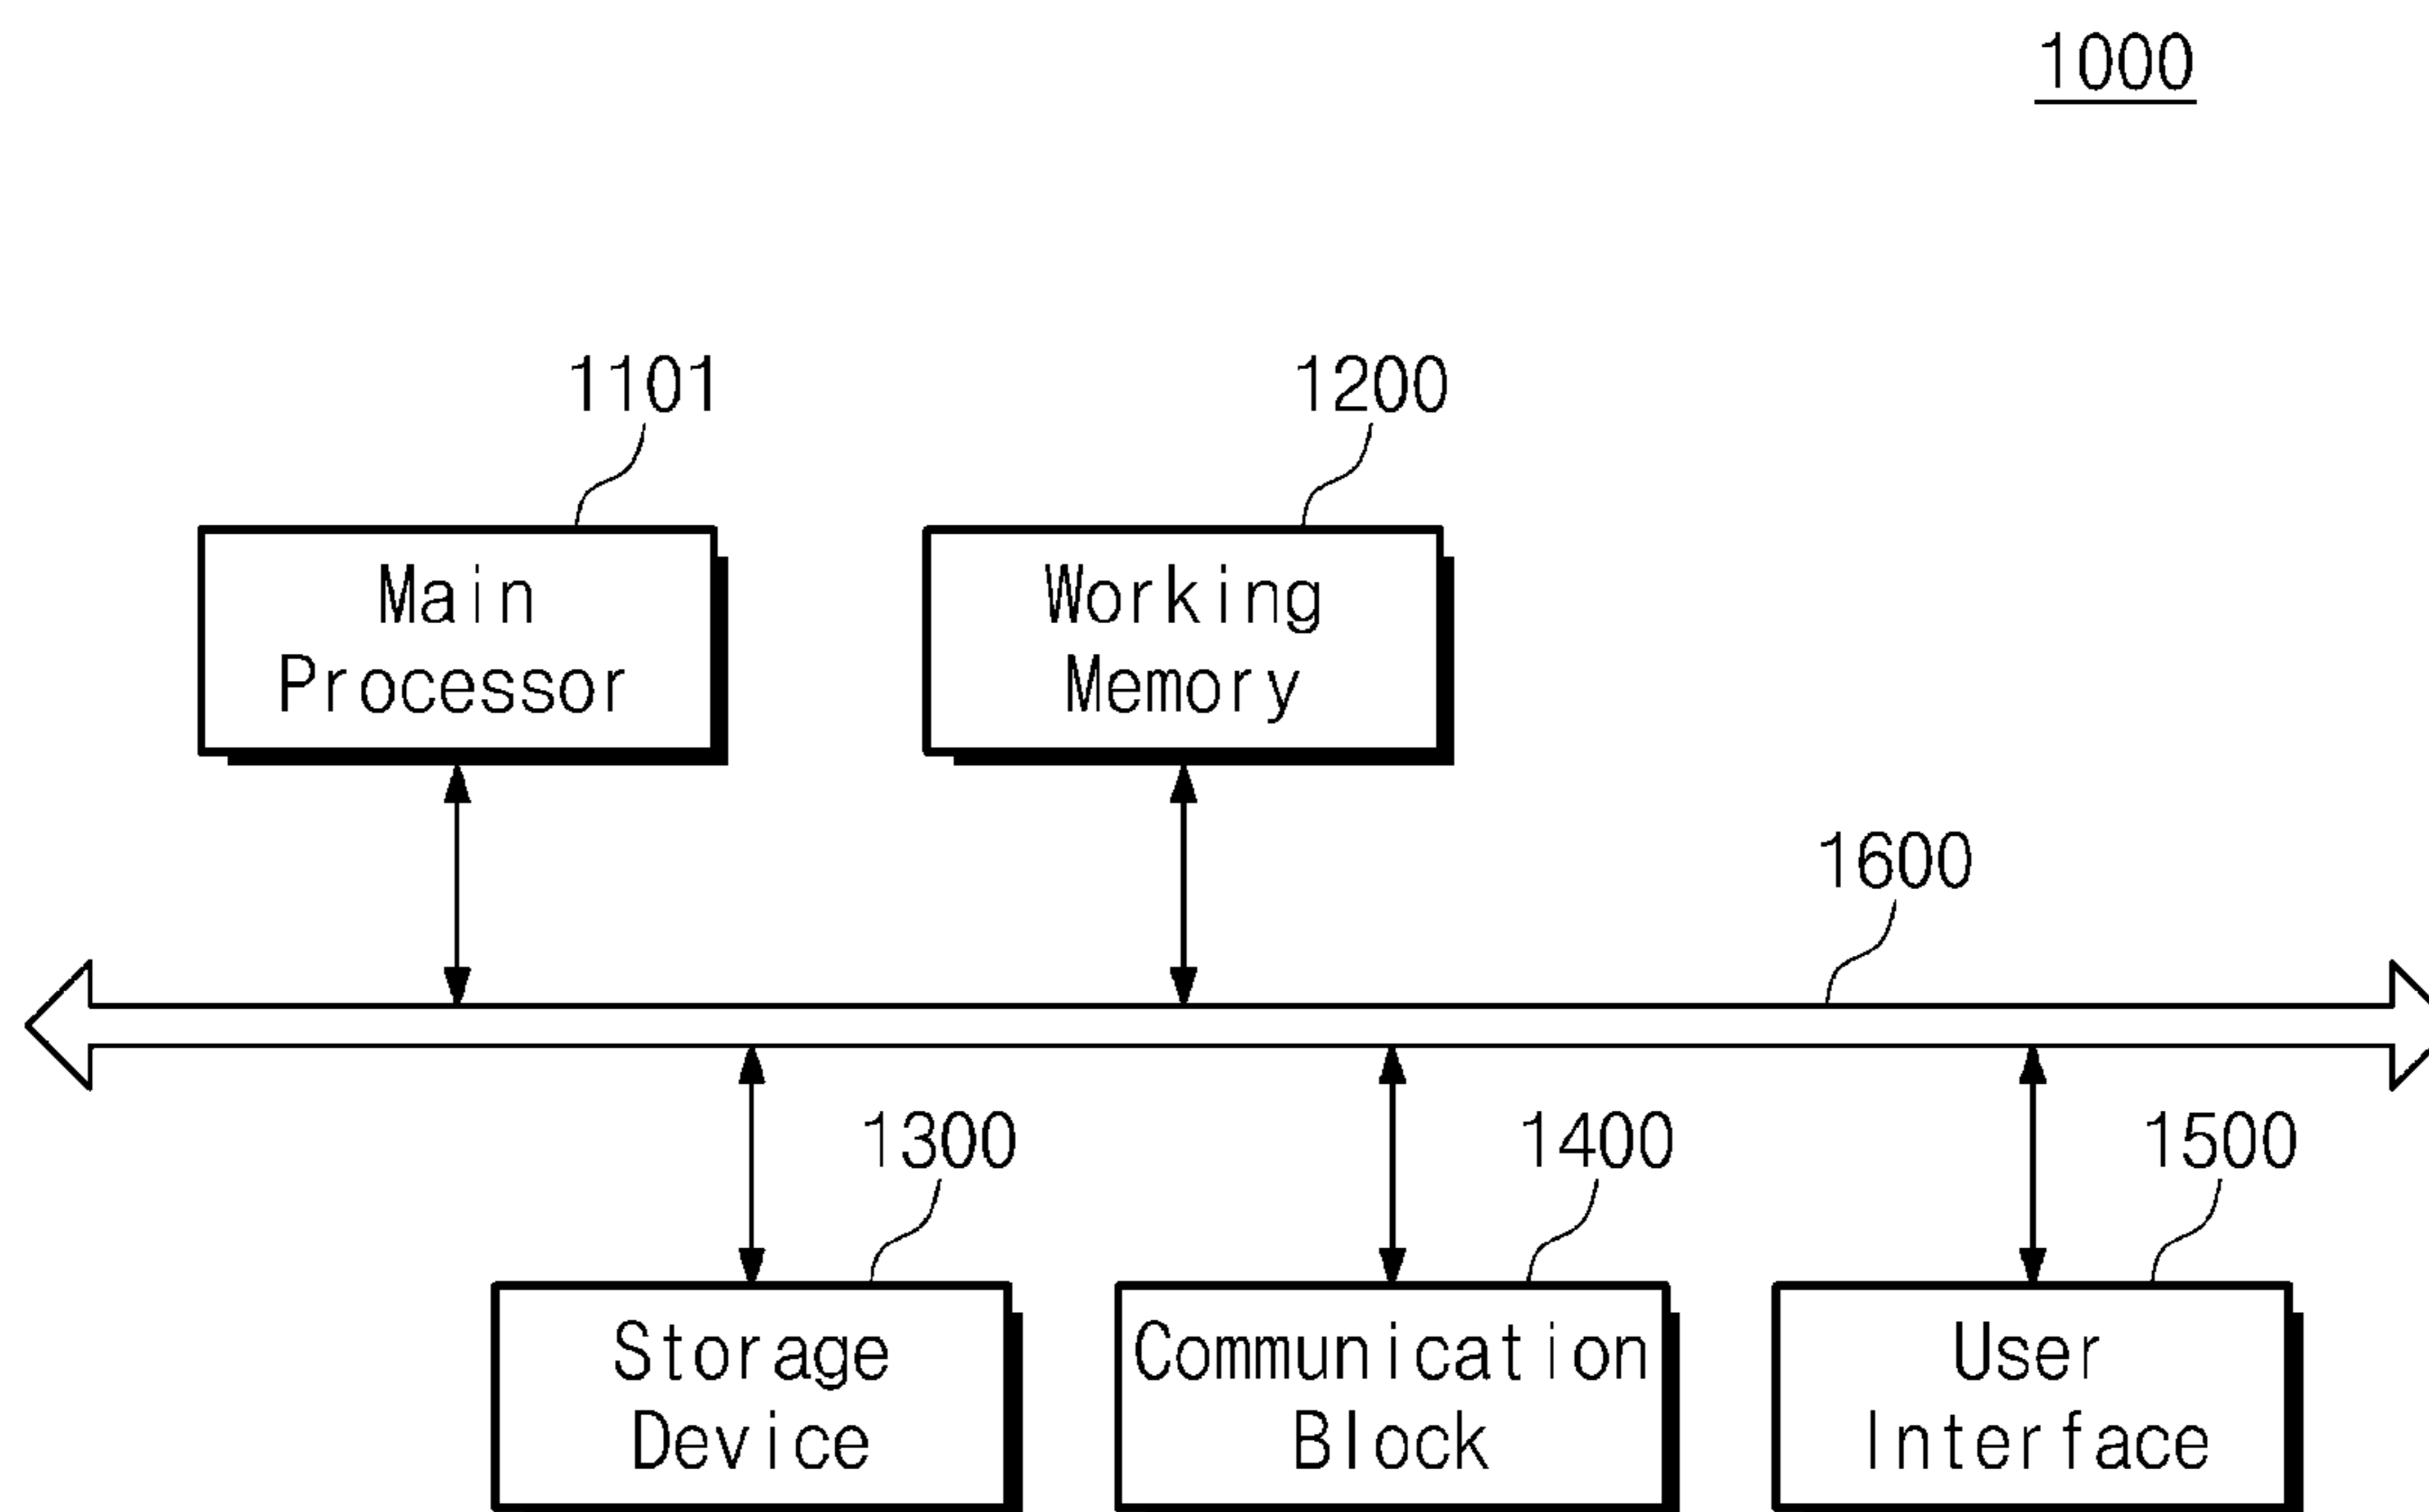 1000
1101
1200
Main
Processor
Working
Memory
1600
1300
1400
1500
Storage
Device
Communication
Block
User
Interface